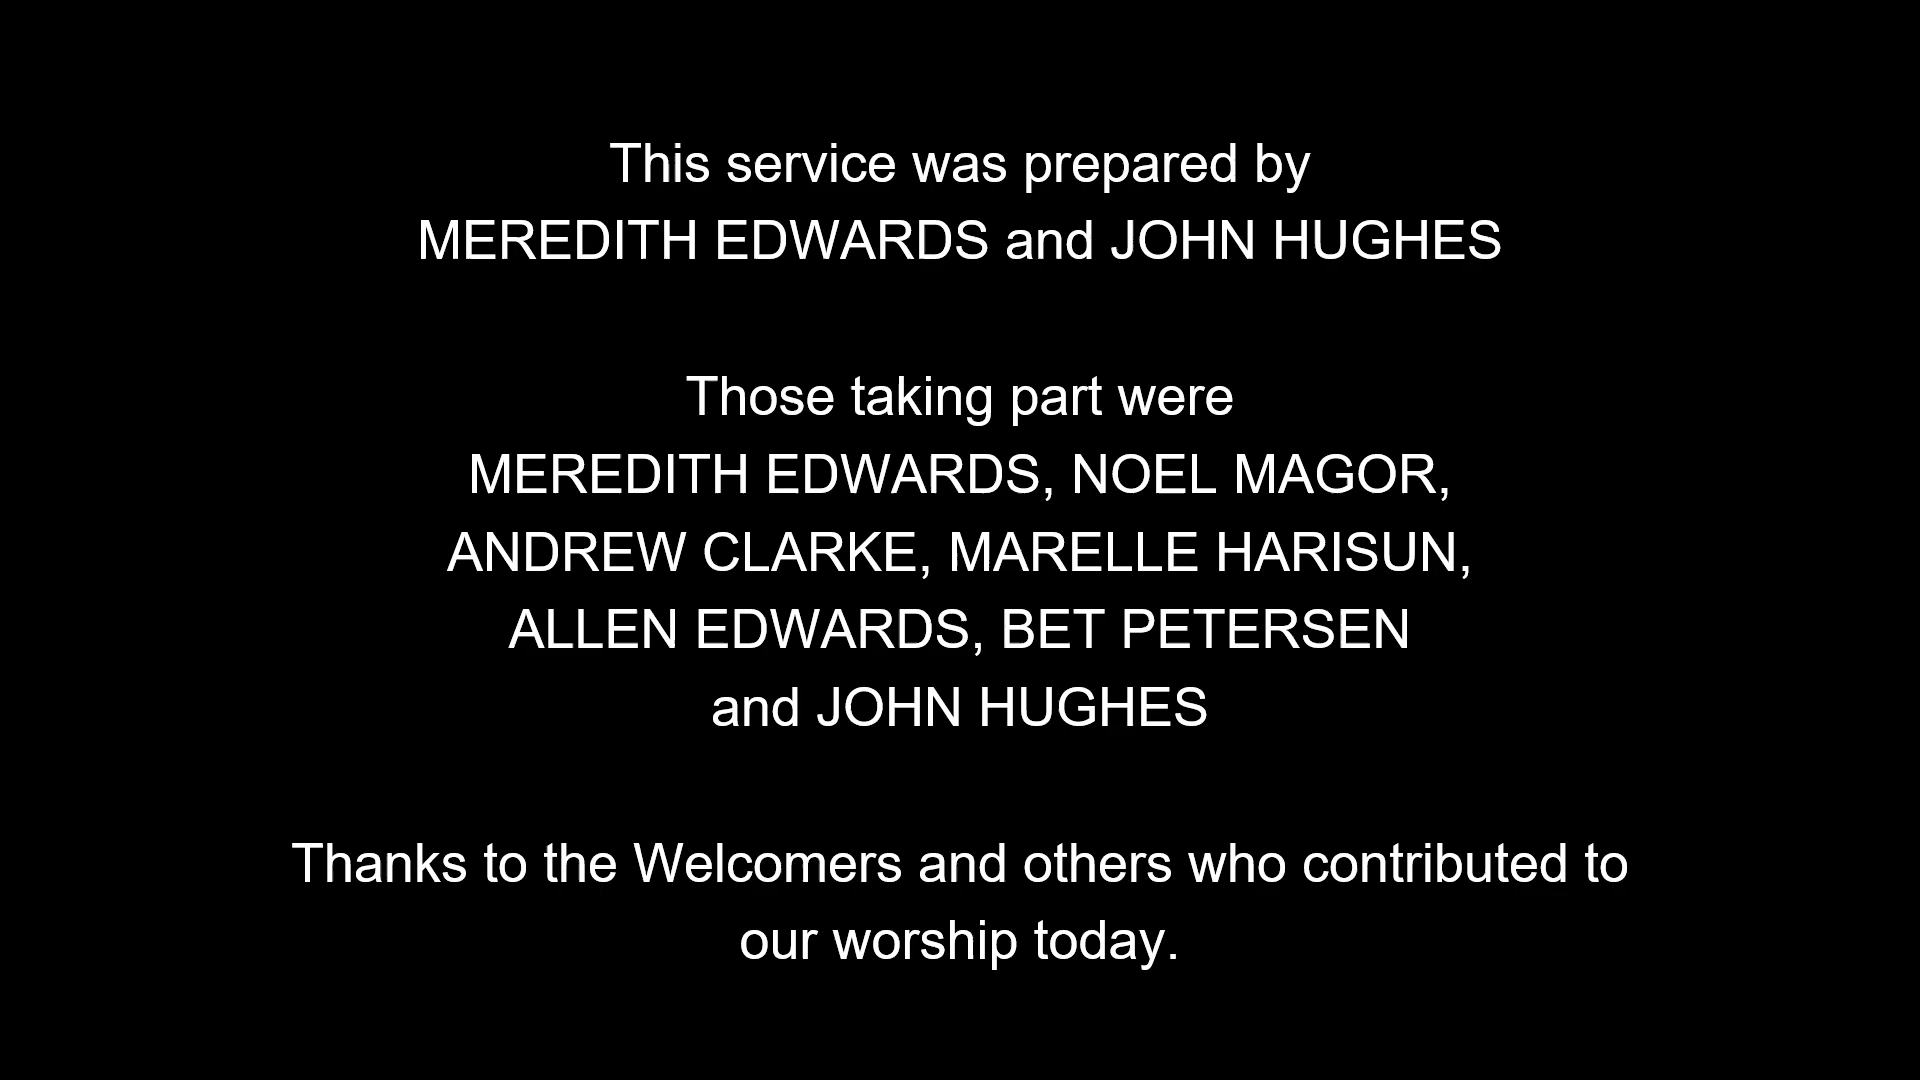 This service was prepared by
MEREDITH EDWARDS and JOHN HUGHES
Those taking part were
MEREDITH EDWARDS, NOEL MAGOR,
ANDREW CLARKE, MARELLE HARISUN,
ALLEN EDWARDS, BET PETERSEN
and JOHN HUGHES
Thanks to the Welcomers and others who contributed to
our worship today.